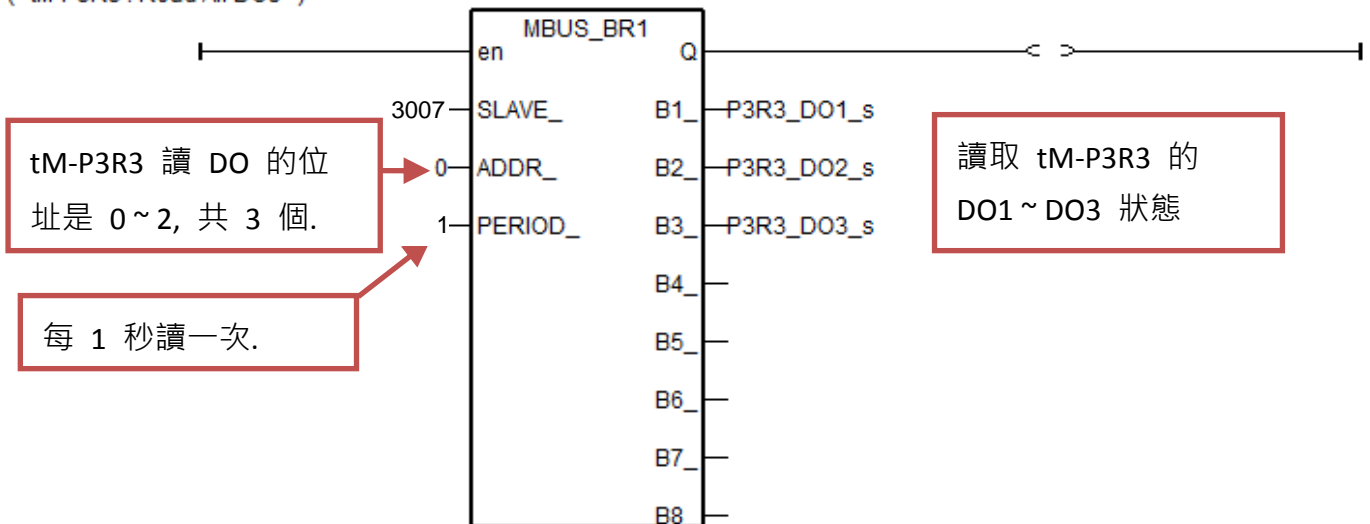 MBUS_BR1
en Q
3007 SLAVE_ B1_ P3R3_DO1_s
0 ADDR_ B2_ P3R3_DO2_s
1 PERIOD_ B3_ P3R3_DO3_s
B4_
B5_
B6_
B7_
B8
tM-P3R3 讀 DO 的位
址是 0 ~ 2, 共 3 個.
每 1 秒讀一次.
讀取 tM-P3R3 的
DO1 ~ DO3 狀態